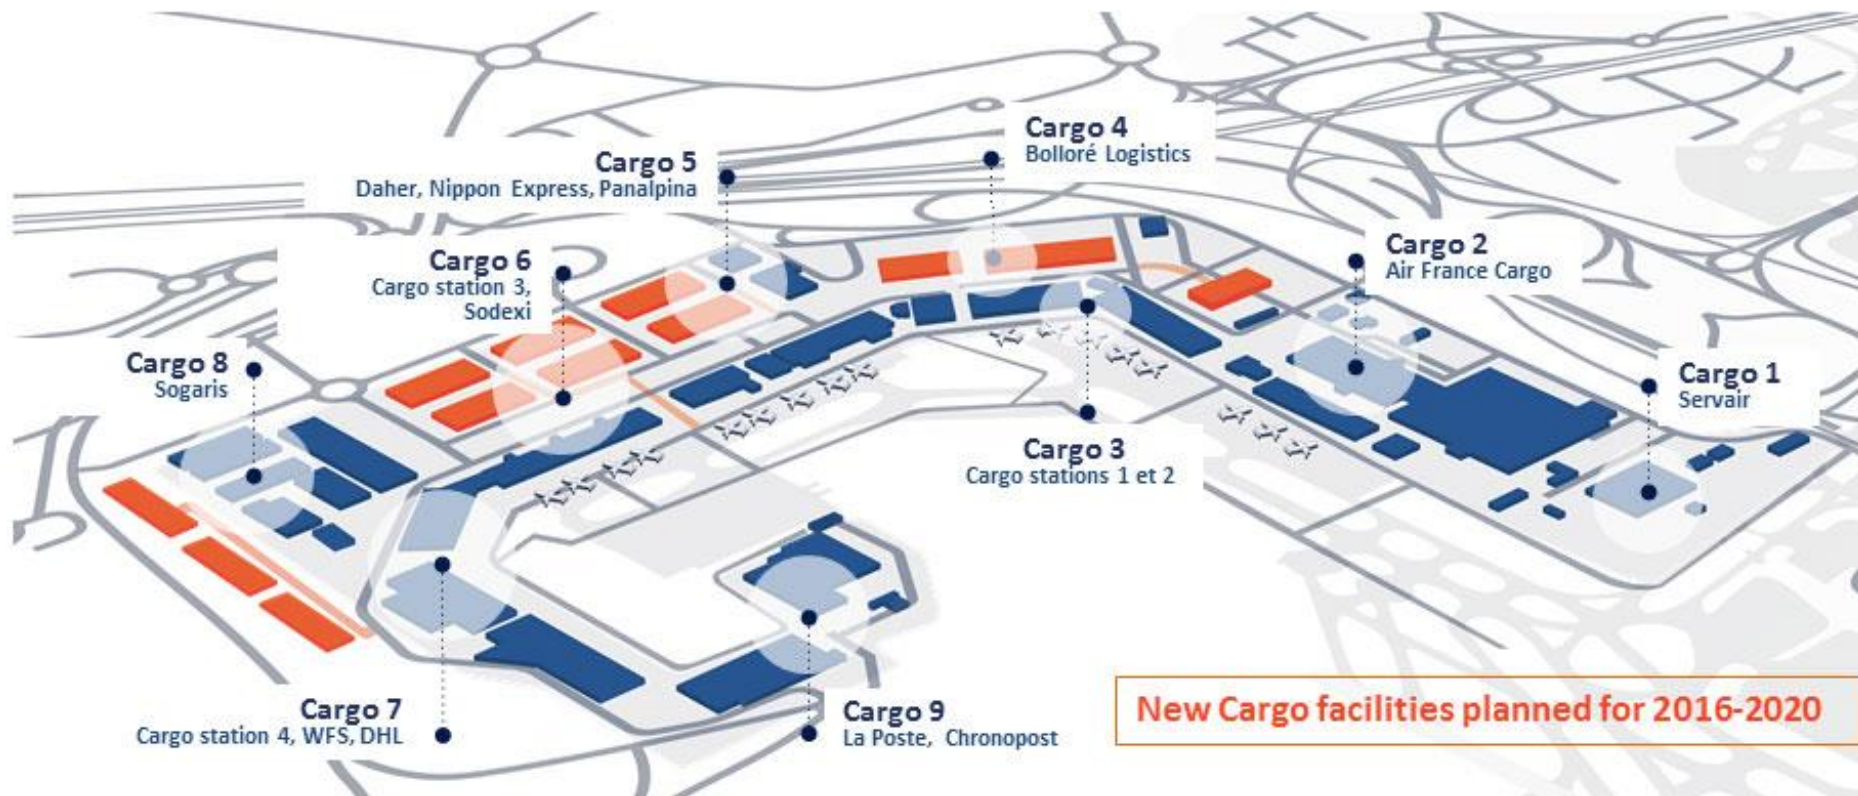 Cargo 4
Bolloré Logistics
Cargo 5
Daher, Nippon Express, Panalpina
Cargo 2
Air France Cargo
Cargo 6
Cargo station 3,
Sodexi
Cargo 8
Sogaris
Cargo 1
Servair
Cargo 3
Cargo stations 1 et 2
Cargo 7
Cargo station 4, WFS, DHL
Cargo 9
La Poste, Chronopost
New Cargo facilities planned for 2016-2020